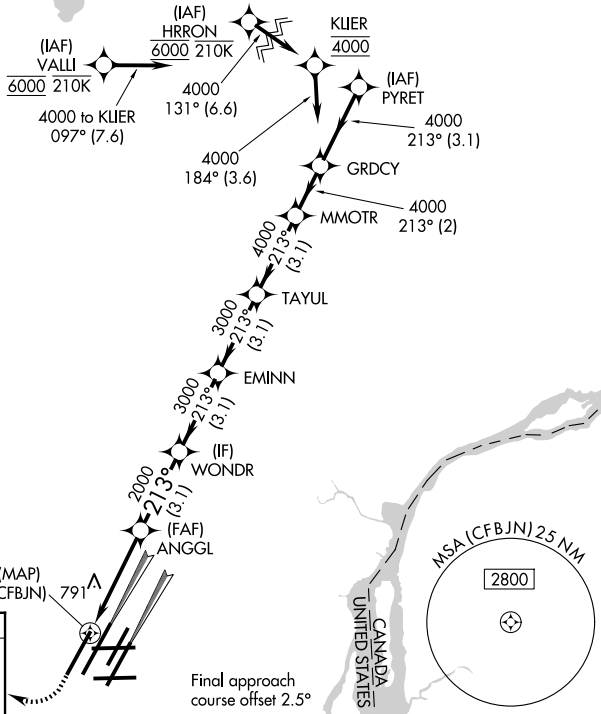 (IAF)
HRRON
6000 210K
KLIER
4000
(IAF)
VALLI
6000 210K
4000 to KLIER
097° (7.6)
4000
131° (6.6)
(IAF)
PYRET
4000
213° (3.1)
4000
184° (3.6)
GRDCY
4000
213° (2)
MMOTR
4000
213°
(3.1)
TAYUL
3000
213°
(3.1)
EMINN
3000
213°
(3.1)
(IF)
WONDR
2000
213°
(3.1)
(FAF)
ANGGL
(MAP)
CFBJN)
791
MSA (CFBJN) 25 NM
2800
CANADA
UNITED STATES
Final approach
course offset 2.5°